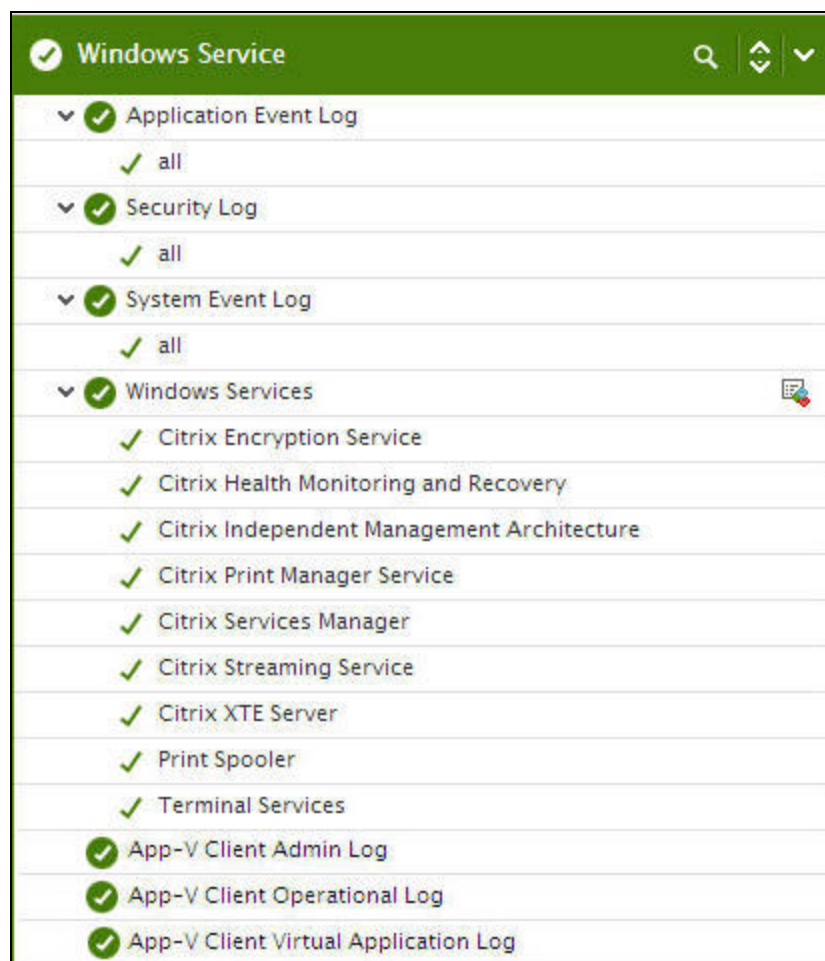 Windows Service
Application Event Log
all
Security Log
all
System Event Log
all
Windows Services
Citrix Encryption Service
Citrix Health Monitoring and Recovery
Citrix Independent Management Architecture
Citrix Print Manager Service
Citrix Services Manager
Citrix Streaming Service
Citrix XTE Server
Print Spooler
Terminal Services
App-V Client Admin Log
App-V Client Operational Log
App-V Client Virtual Application Log